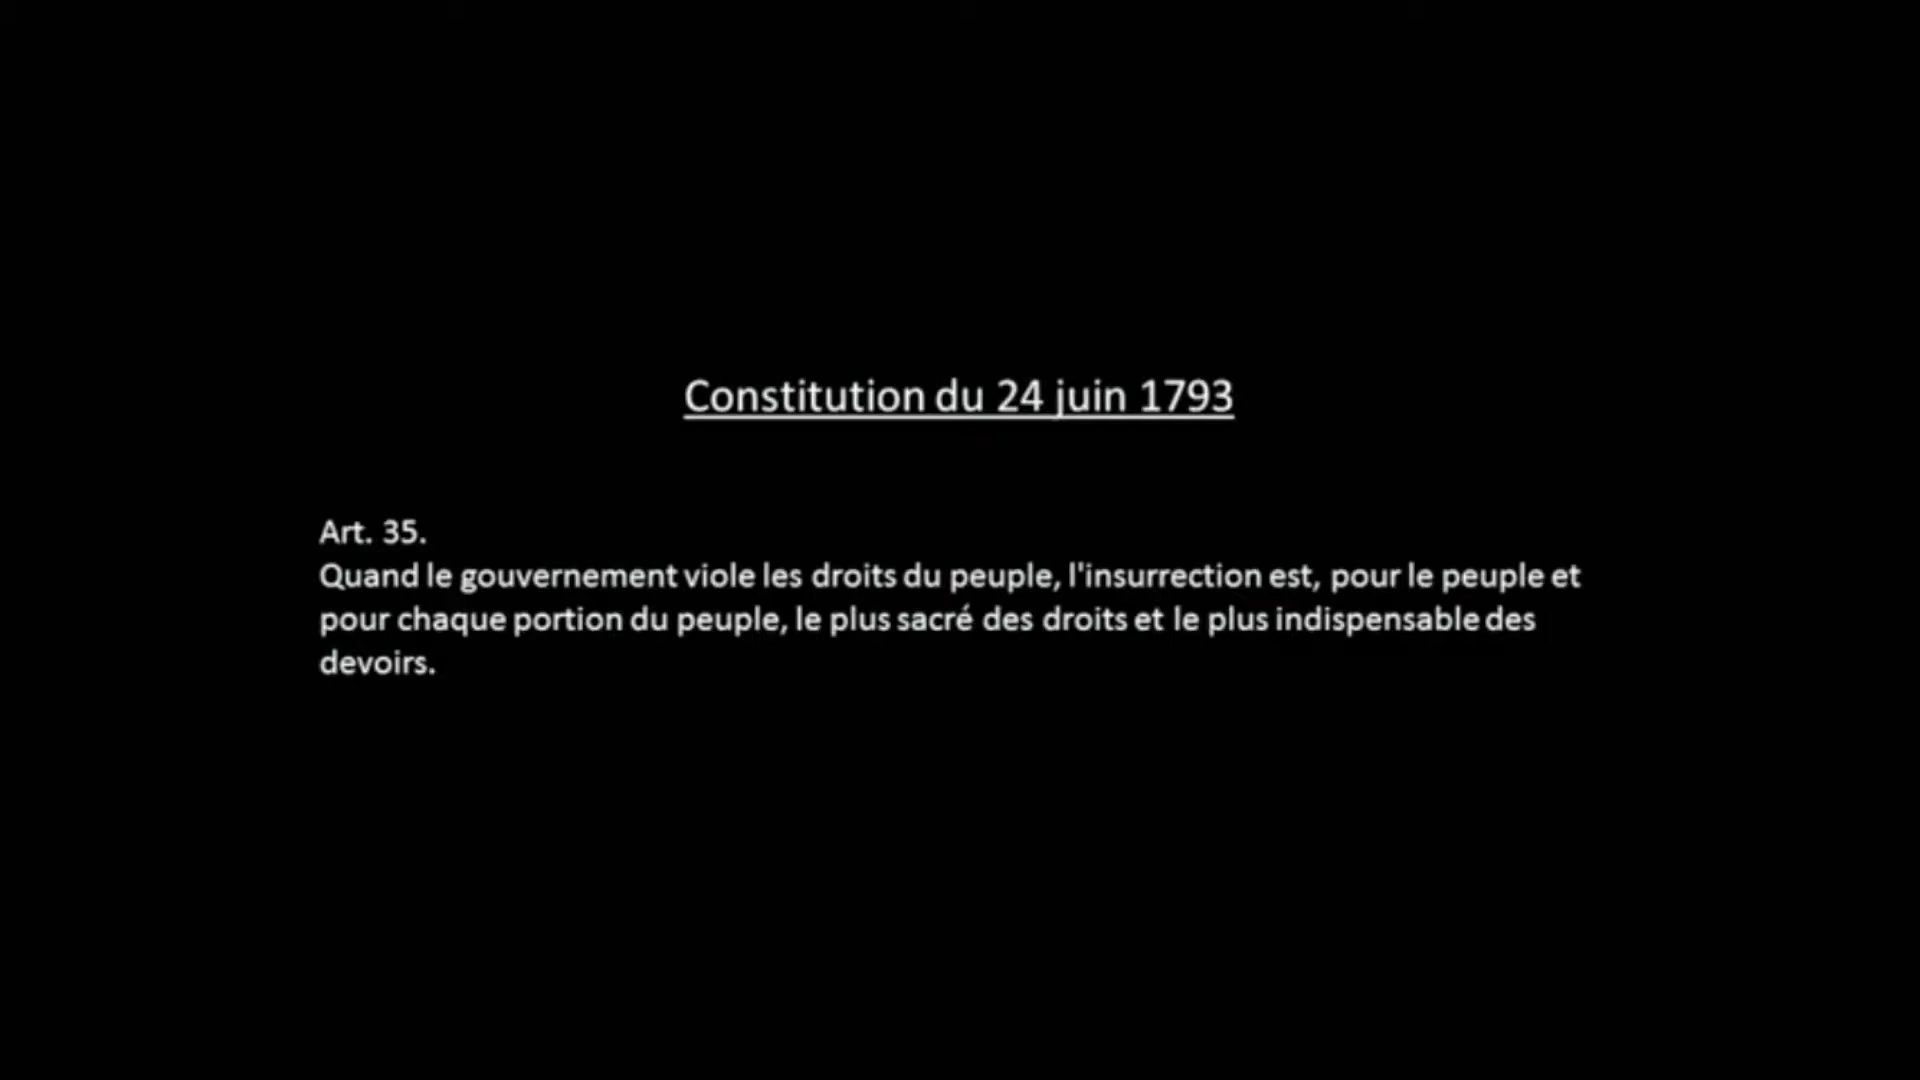 Constitution du 24 juin 1793
Art. 35.
Quand le gouvernement viole les droits du peuple, l'insurrection est, pour le peuple et
pour chaque portion du peuple, le plus sacré des droits et le plus indispensable des
devoirs.